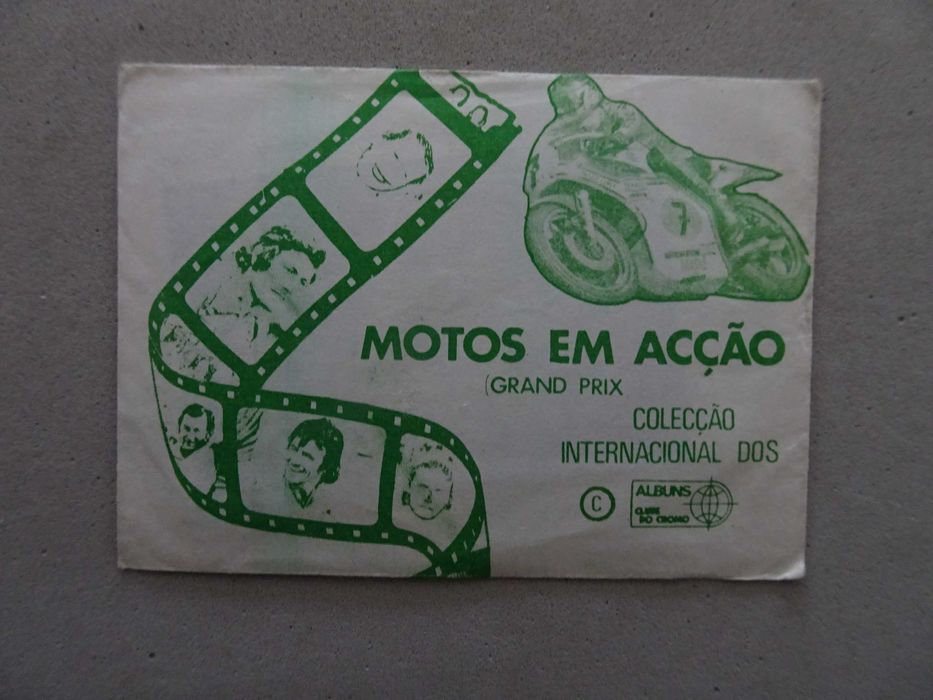 7
MOTOS EM ACÇÃO
(GRAND PRIX
COLECÇÃO
INTERNACIONAL DOS
C
ALBUNS
CLUBE
DO CROMO